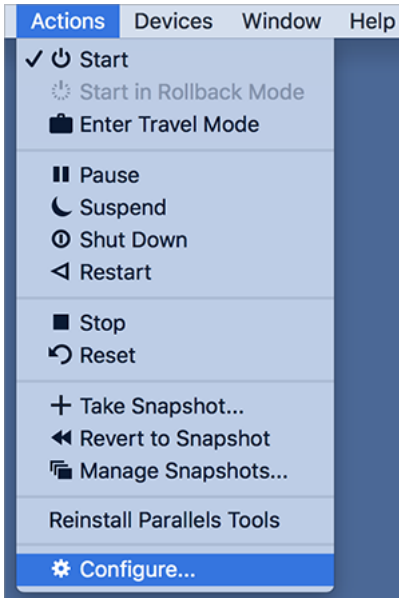 Actions Devices Window Help
Start
Start in Rollback Mode
Enter Travel Mode
Pause
Suspend
Shut Down
Restart
Stop
Reset
Take Snapshot...
Revert to Snapshot
Manage Snapshots...
Reinstall Parallels Tools
Configure...